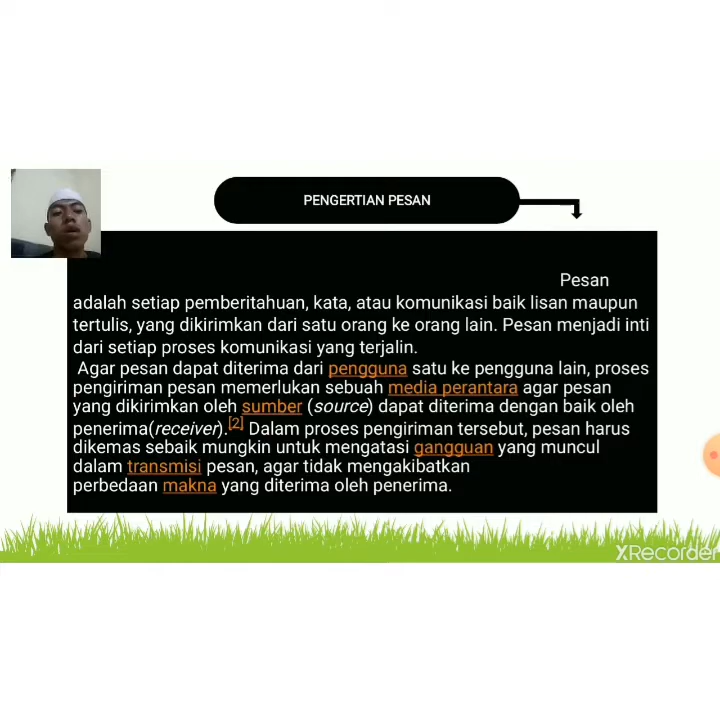 PENGERTIAN PESAN
Pesan
adalah setiap pemberitahuan, kata, atau komunikasi baik lisan maupun
tertulis, yang dikirimkan dari satu orang ke orang lain. Pesan menjadi inti
dari setiap proses komunikasi yang terjalin.
Agar pesan dapat diterima dari pengguna satu ke pengguna lain, proses
pengiriman pesan memerlukan sebuah media perantara agar pesan
yang dikirimkan oleh sumber (source) dapat diterima dengan baik oleh
penerima(receiver).[2] Dalam proses pengiriman tersebut, pesan harus
dikemas sebaik mungkin untuk mengatasi gangguan yang muncul
dalam transmisi pesan, agar tidak mengakibatkan
perbedaan makna yang diterima oleh penerima.
XRecorder